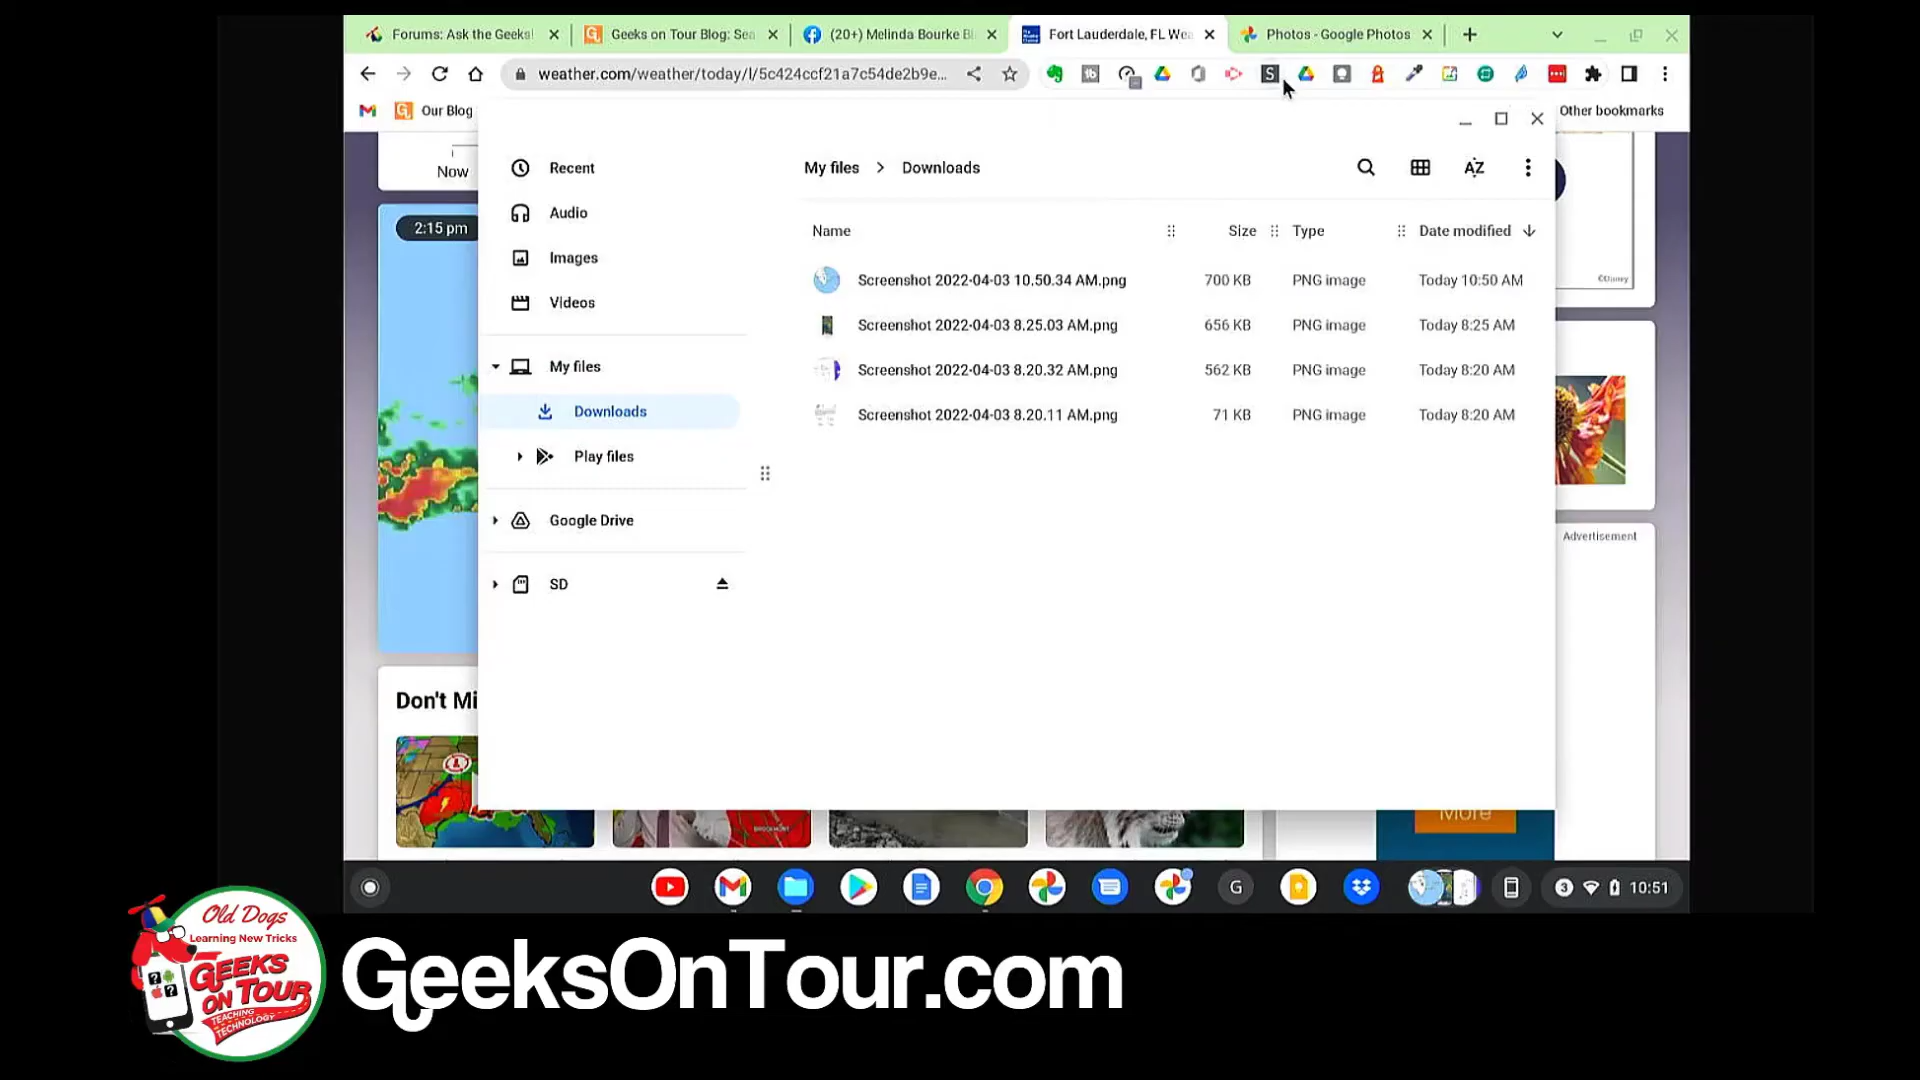 Forums: Ask the Geeks!
Geeks on Tour Blog: Sea
(20+) Melinda Bourke Bl
Fort Lauderdale, FL Wea
Photos - Google Photos
weather.com/weather/today/l/5c424ccf21a7c54de2b9e...
Our Blog
Other bookmarks
Now
2:15 pm
Recent
Audio
Images
Videos
My files
Downloads
Play files
Google Drive
SD
My files > Downloads
AZ
Name Size Type Date modified
Screenshot 2022-04-03 10.50.34 AM.png 700 KB PNG image Today 10:50 AM
Screenshot 2022-04-03 8.25.03 AM.png 656 KB PNG image Today 8:25 AM
Screenshot 2022-04-03 8.20.32 AM.png 562 KB PNG image Today 8:20 AM
Screenshot 2022-04-03 8.20.11 AM.png 71 KB PNG image Today 8:20 AM
©Disney
Advertisement
Don't Mi
More
G
3 10:51
Old Dogs
Learning New Tricks
GEEKS
ON TOUR
TEACHING
TECHNOLOGY
GeeksOnTour.com